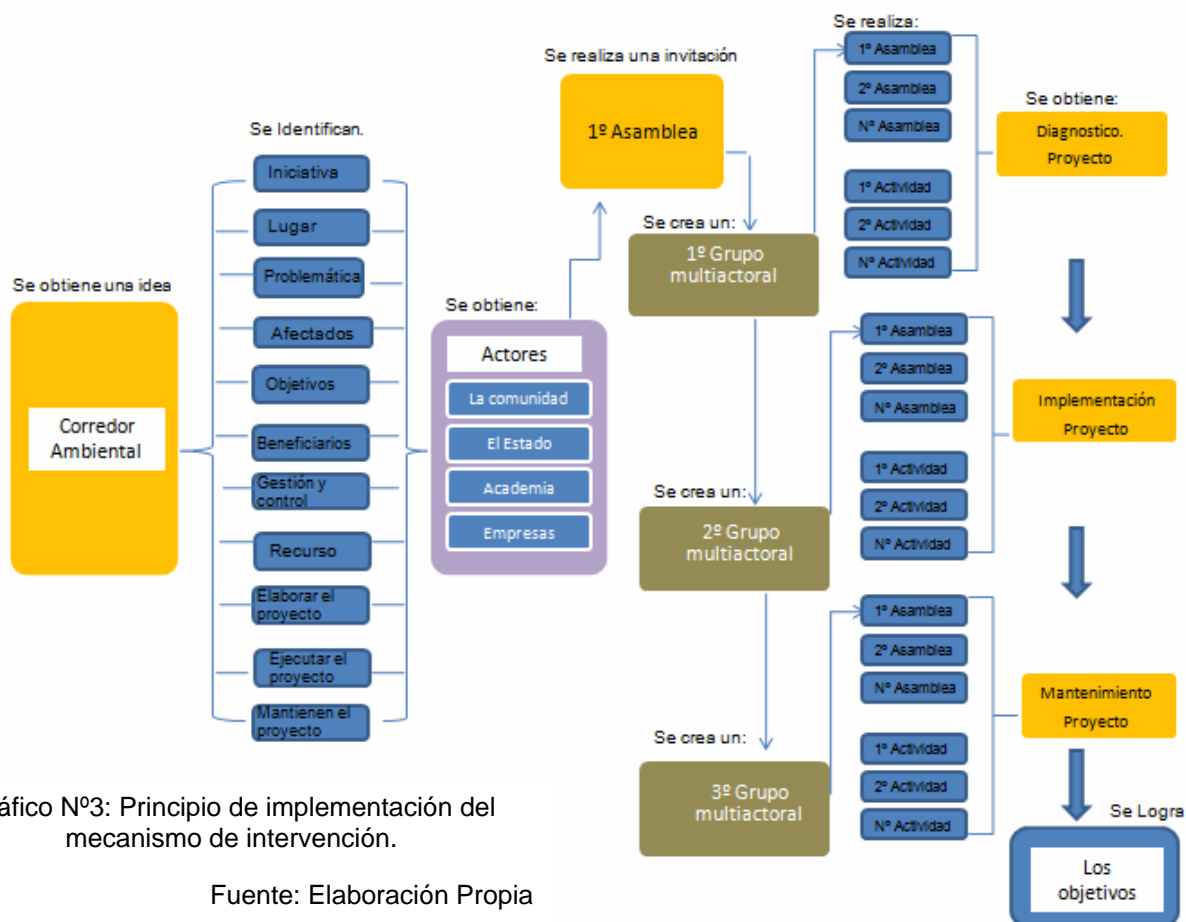 Se obtiene una idea
Corredor
Ambiental
Se Identifican.
Iniciativa
Lugar
Problemática
Afectados
Objetivos
Beneficiarios
Gestión y
control
Recurso
Elaborar el
proyecto
Ejecutar el
proyecto
Mantienen el
proyecto
Se obtiene:
Actores
La comunidad
El Estado
Academia
Empresas
Se realiza una invitación
1º Asamblea
Se crea un:
1º Grupo
multiactoral
Se realiza:
1º Asamblea
2º Asamblea
Nº Asamblea
1º Actividad
2º Actividad
Nº Actividad
Se obtiene:
Diagnostico.
Proyecto
Se crea un:
2º Grupo
multiactoral
1º Asamblea
2º Asamblea
Nº Asamblea
1º Actividad
2º Actividad
Nº Actividad
Implementación
Proyecto
Se crea un:
3º Grupo
multiactoral
1º Asamblea
2º Asamblea
Nº Asamblea
1º Actividad
2º Actividad
Nº Actividad
Mantenimiento
Proyecto
Se Logra
Los
objetivos
áfico Nº3: Principio de implementación del
mecanismo de intervención.
Fuente: Elaboración Propia